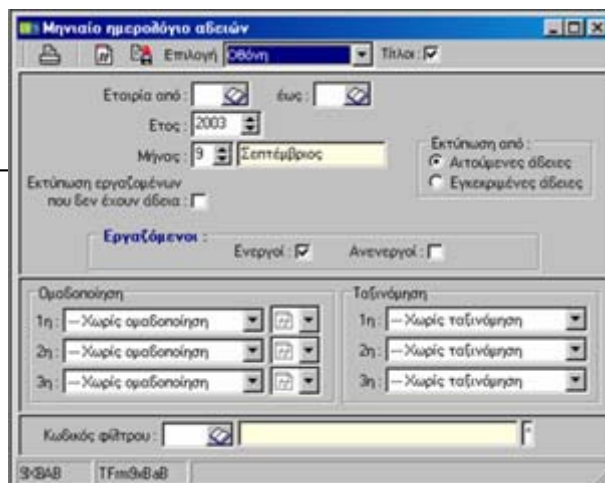 Μηνιαίο ημερολόγιο αδειών
Επιλογή Οθόνη Τίτλοι :
Εταιρία από : έως :
Ετος : 2003
Μήνας : 9 Σεπτέμβριος
Εκτύπωση από :
Αιτούμενες άδειες
Εγκεκριμένες άδειες
Εκτύπωση εργαζομένων
που δεν έχουν άδεια :
Εργαζόμενοι :
Ενεργοί : Ανενεργοί :
Ομαδοποίηση
1η : -- Χωρίς ομαδοποίηση
2η : -- Χωρίς ομαδοποίηση
3η : -- Χωρίς ομαδοποίηση
Ταξινόμηση
1η : -- Χωρίς ταξινόμηση
2η : -- Χωρίς ταξινόμηση
3η : -- Χωρίς ταξινόμηση
Κωδικός φίλτρου :